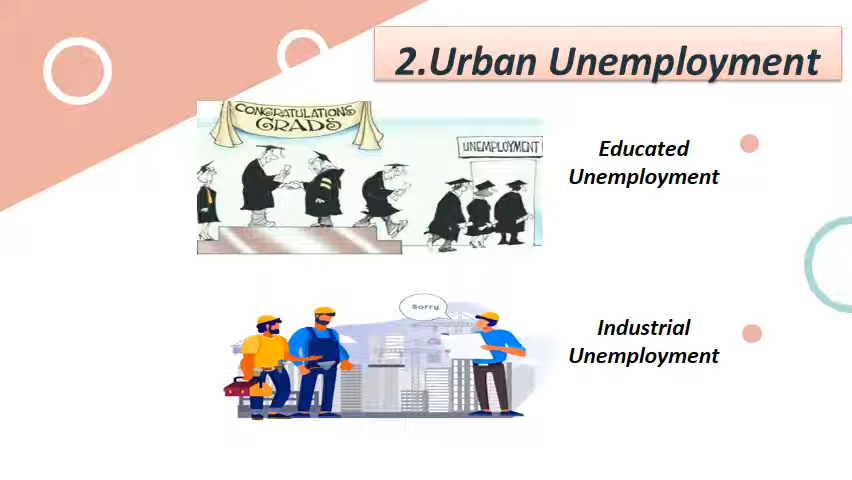 2.Urban Unemployment
CONGRATULATIONS
GRADS
UNEMPLOYMENT
Educated
Unemployment
Sorry
Industrial
Unemployment